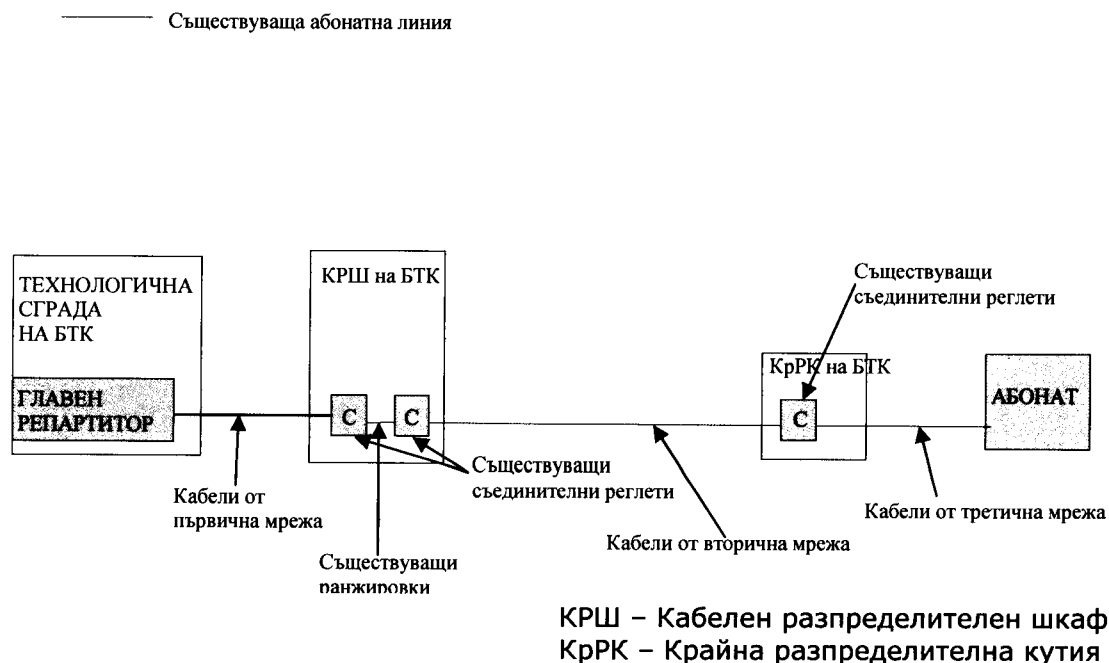 Съществуваща абонатна линия
ТЕХНОЛОГИЧНА
СГРАДА
НА БТК
ГЛАВЕН
РЕПАРТИТОР
КРШ на БТК
С
С
Съществуващи
съединителни реглети
КрРК на БТК
С
АБОНАТ
Съществуващи
съединителни реглети
Кабели от
първична мрежа
Съществуващи
ранжировки
Кабели от вторична мрежа
Кабели от третична мрежа
КРШ – Кабелен разпределителен шкаф
КрРК – Крайна разпределителна кутия